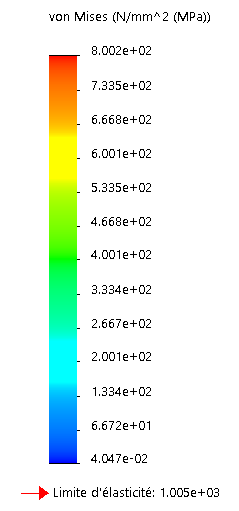 von Mises (N/mm^2 (MPa))
8.002e+02
7.335e+02
6.668e+02
6.001e+02
5.335e+02
4.668e+02
4.001e+02
3.334e+02
2.667e+02
2.001e+02
1.334e+02
6.672e+01
4.047e-02
Limite d'élasticité: 1.005e+03